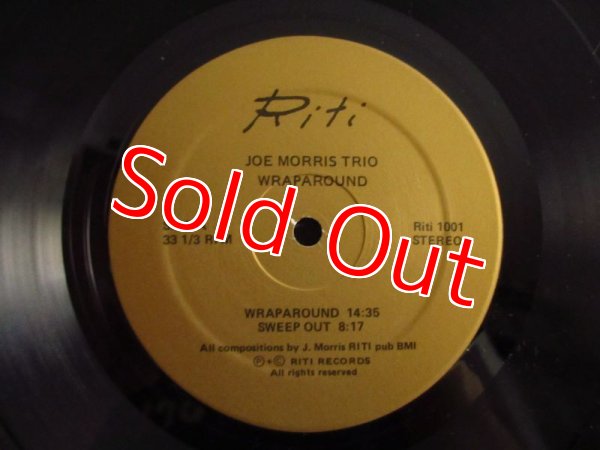 Riti
JOE MORRIS TRIO
WRAPAROUND
33 1/3 RPM
Riti 1001
STEREO
Sold Out
WRAPAROUND 14:35
SWEEP OUT 8:17
All compositions by J. Morris RITI pub BMI
℗+© RITI RECORDS
All rights reserved